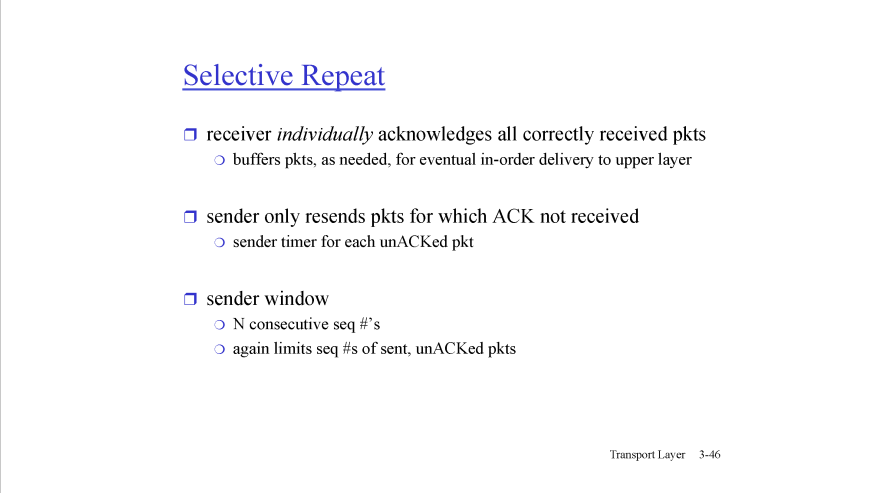 Selective Repeat
receiver individually acknowledges all correctly received pkts
buffers pkts, as needed, for eventual in-order delivery to upper layer
sender only resends pkts for which ACK not received
sender timer for each unACKed pkt
sender window
N consecutive seq #’s
again limits seq #s of sent, unACKed pkts
Transport Layer 3-46